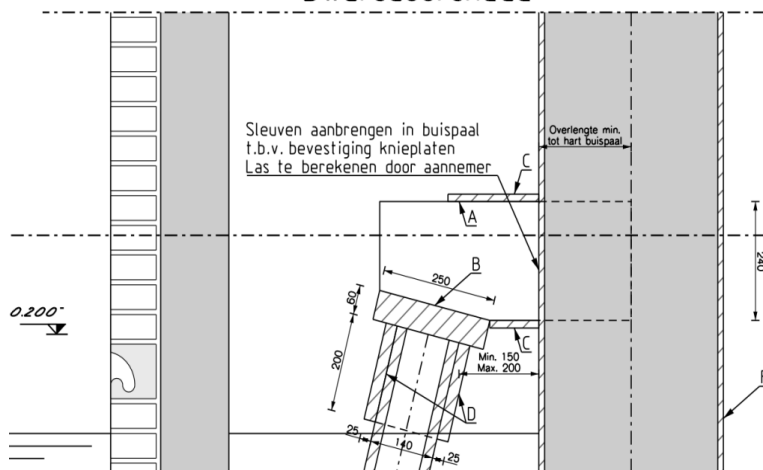 Sleuven aanbrengen in buispaal
t.b.v. bevestiging knieplaten
Las te berekenen door aannemer
Overlengte min.
tot hart buispaal
C
A
B
250
60
240
0.200-
200
C
Min. 150
Max. 200
D
25
140
25